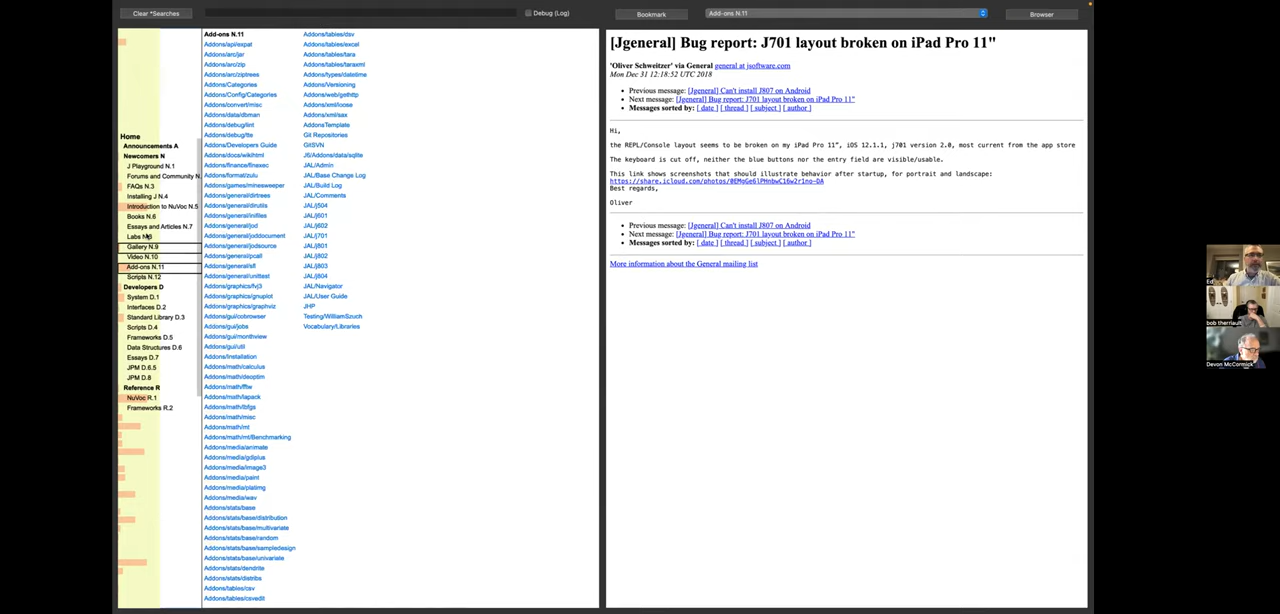 Clear *Searches
Debug (Log)
Bookmark
Add-ons N.11
Browser
Home
Announcements A
Newcomers N
J Playground N.1
Forums and Community N.
FAQs N.3
Installing J N.4
Introduction to NuVoc N.5
Books N.6
Essays and Articles N.7
Labs
Gallery N.9
Video N.10
Add-ons N.11
Scripts N.12
Developers D
System D.1
Interfaces D.2
Standard Library D.3
Scripts D.4
Frameworks D.5
Data Structures D.6
Essays D.7
JPM D.6.5
JPM D.8
Reference R
NuVoc R.1
Frameworks R.2
Add-ons N.11
Addons/api/expat
Addons/arc/jar
Addons/arc/zip
Addons/arc/ziptrees
Addons/Categories
Addons/Config/Categories
Addons/convert/misc
Addons/data/dbman
Addons/debug/lint
Addons/debug/tte
Addons/Developers Guide
Addons/docs/wikihtml
Addons/finance/finexec
Addons/format/zulu
Addons/games/minesweeper
Addons/general/dirtrees
Addons/general/dirutils
Addons/general/inifiles
Addons/general/jod
Addons/general/joddocument
Addons/general/jodsource
Addons/general/pcall
Addons/general/sfl
Addons/general/unittest
Addons/graphics/fvj3
Addons/graphics/gnuplot
Addons/graphics/graphviz
Addons/gui/cobrowser
Addons/gui/jobs
Addons/gui/monthview
Addons/gui/util
Addons/Installation
Addons/math/calculus
Addons/math/deoptim
Addons/math/fftw
Addons/math/lapack
Addons/math/tbfgs
Addons/math/misc
Addons/math/mt
Addons/math/mt/Benchmarking
Addons/media/animate
Addons/media/gdiplus
Addons/media/image3
Addons/media/paint
Addons/media/platimg
Addons/media/wav
Addons/stats/base
Addons/stats/base/distribution
Addons/stats/base/multivariate
Addons/stats/base/random
Addons/stats/base/sampledesign
Addons/stats/base/univariate
Addons/stats/dendrite
Addons/stats/distribs
Addons/tables/csv
Addons/tables/csvedit
Addons/tables/dsv
Addons/tables/excel
Addons/tables/tara
Addons/tables/taraxml
Addons/types/datetime
Addons/Versioning
Addons/web/gethttp
Addons/xml/loose
Addons/xml/sax
AddonsTemplate
Git Repositories
GitSVN
J5/Addons/data/sqlite
JAL/Admin
JAL/Base Change Log
JAL/Build Log
JAL/Comments
JAL/j504
JAL/j601
JAL/j602
JAL/j701
JAL/j801
JAL/j802
JAL/j803
JAL/j804
JAL/Navigator
JAL/User Guide
JHP
Testing/WilliamSzuch
Vocabulary/Libraries
[Jgeneral] Bug report: J701 layout broken on iPad Pro 11"
'Oliver Schweitzer' via General general at jsoftware.com
Mon Dec 31 12:18:52 UTC 2018
• Previous message: [Jgeneral] Can't install J807 on Android
• Next message: [Jgeneral] Bug report: J701 layout broken on iPad Pro 11"
• Messages sorted by: [ date ] [ thread ] [ subject ] [ author ]
Hi,
the REPL/Console layout seems to be broken on my iPad Pro 11", iOS 12.1.1, j701 version 2.0, most current from the app store
The keyboard is cut off, neither the blue buttons nor the entry field are visible/usable.
This link shows screenshots that should illustrate behavior after startup, for portrait and landscape:
https://share.icloud.com/photos/0EMgGe6lPHnbwC16w2r1no-DA
Best regards,
Oliver
• Previous message: [Jgeneral] Can't install J807 on Android
• Next message: [Jgeneral] Bug report: J701 layout broken on iPad Pro 11"
• Messages sorted by: [ date ] [ thread ] [ subject ] [ author ]
More information about the General mailing list
Ed
bob therriault
Devon McCormick